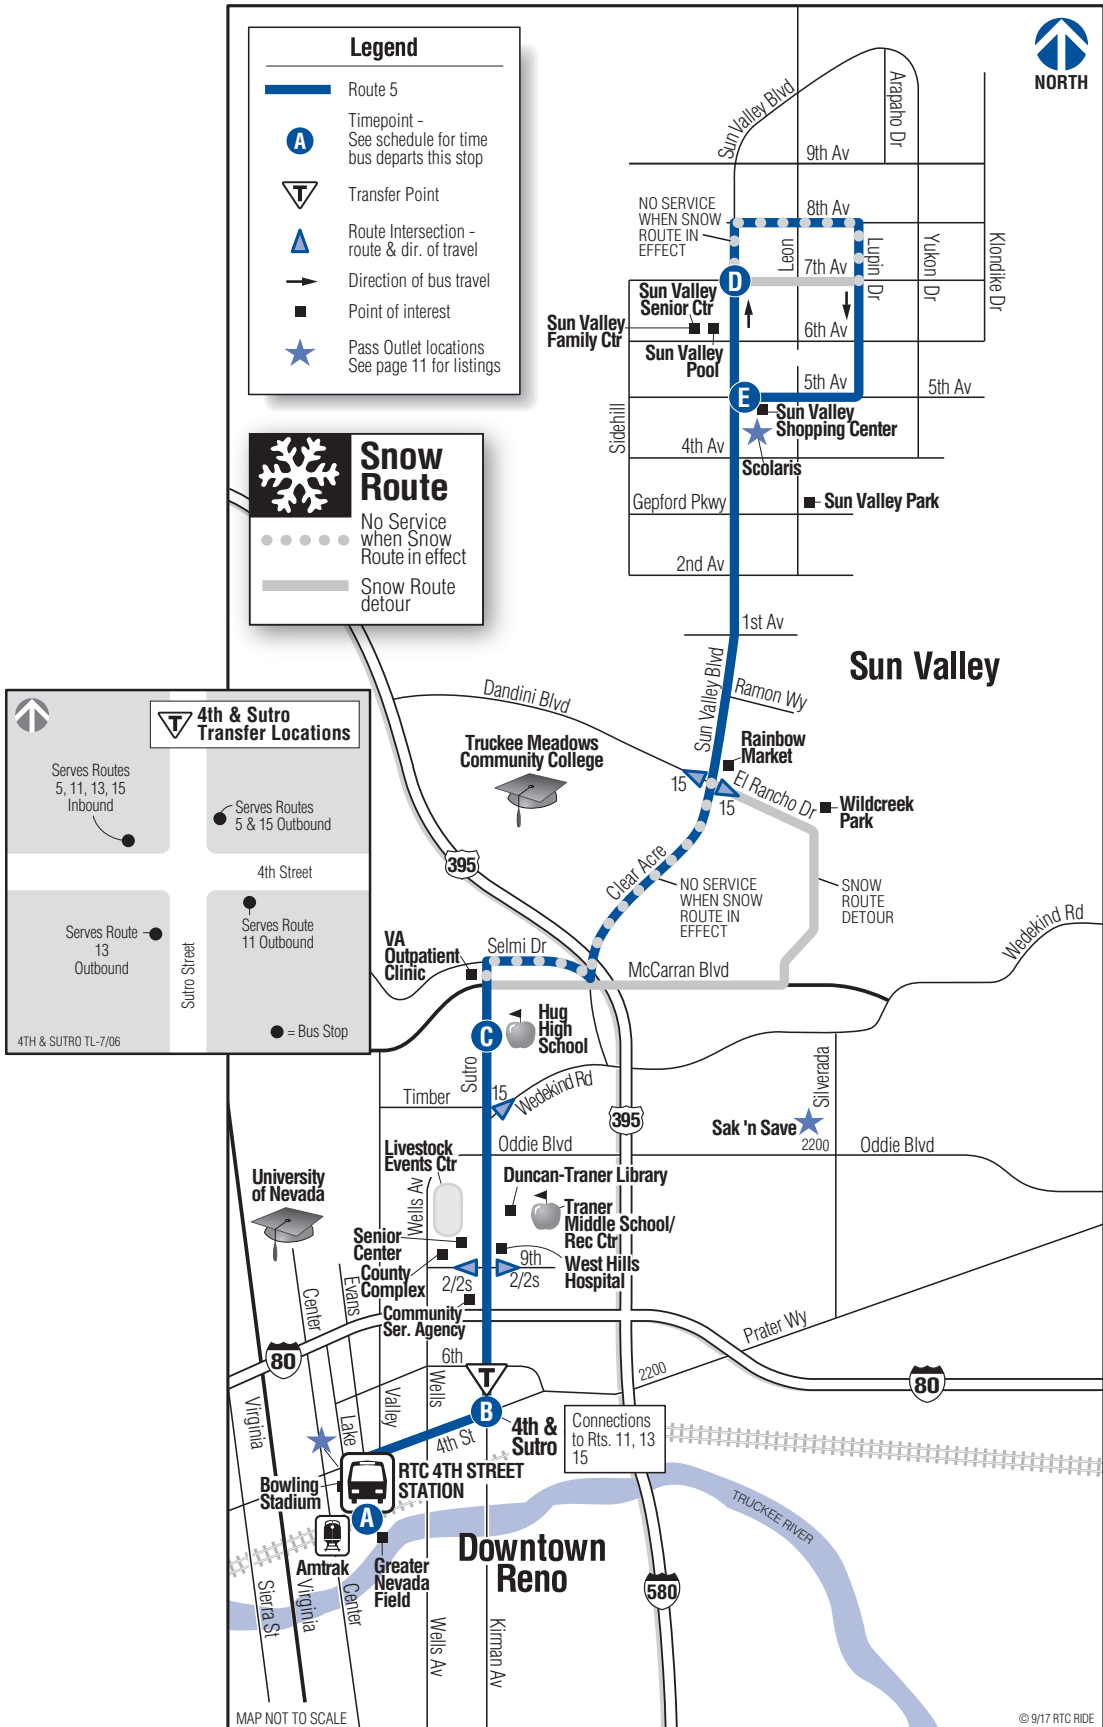 Legend
Route 5
A
Timepoint -
See schedule for time
bus departs this stop
T
Transfer Point
Route Intersection -
route & dir. of travel
Direction of bus travel
Point of interest
Pass Outlet locations
See page 11 for listings
NORTH
Snow
Route
No Service
when Snow
Route in effect
Snow Route
detour
Sun Valley Blvd
Arapaho Dr
9th Av
NO SERVICE
WHEN SNOW
ROUTE IN
EFFECT
8th Av
Leon
Lupin Dr
Yukon Dr
Klondike Dr
7th Av
D
Sun Valley
Senior Ctr
Sun Valley
Family Ctr
6th Av
Sun Valley
Pool
5th Av
5th Av
E
Sun Valley
Shopping Center
Sidehill
4th Av
Scolaris
Gepford Pkwy
Sun Valley Park
2nd Av
1st Av
Sun Valley
Sun Valley Blvd
Ramon Wy
Dandini Blvd
Truckee Meadows
Community College
Rainbow
Market
15
15
El Rancho Dr
Wildcreek
Park
395
Clear Acre
NO SERVICE
WHEN SNOW
ROUTE IN
EFFECT
SNOW
ROUTE
DETOUR
Wedekind Rd
T
4th & Sutro
Transfer Locations
Serves Routes
5, 11, 13, 15
Inbound
Serves Routes
5 & 15 Outbound
4th Street
Serves Route
13
Outbound
Serves Route
11 Outbound
Sutro Street
= Bus Stop
4TH & SUTRO TL-7/06
VA
Outpatient
Clinic
Selmi Dr
McCarran Blvd
C
Hug
High
School
Sutro
Timber
15
Wedekind Rd
395
Silverada
Sak 'n Save
2200
Oddie Blvd
Oddie Blvd
Livestock
Events Ctr
University
of Nevada
Wells Av
Duncan-Traner Library
Traner
Middle School/
Rec Ctr
Senior
Center
County
Complex
9th
West Hills
Hospital
2/2s
2/2s
Center
Evans
Community
Ser. Agency
80
6th
T
Prater Wy
2200
80
Virginia
Lake
Valley
Wells
B
4th St
4th &
Sutro
Connections
to Rts. 11, 13
15
RTC 4TH STREET
STATION
Bowling
Stadium
A
Amtrak
Greater
Nevada
Field
Downtown
Reno
TRUCKEE RIVER
580
Sierra St
Virginia
Center
Wells Av
Kirman Av
MAP NOT TO SCALE
© 9/17 RTC RIDE